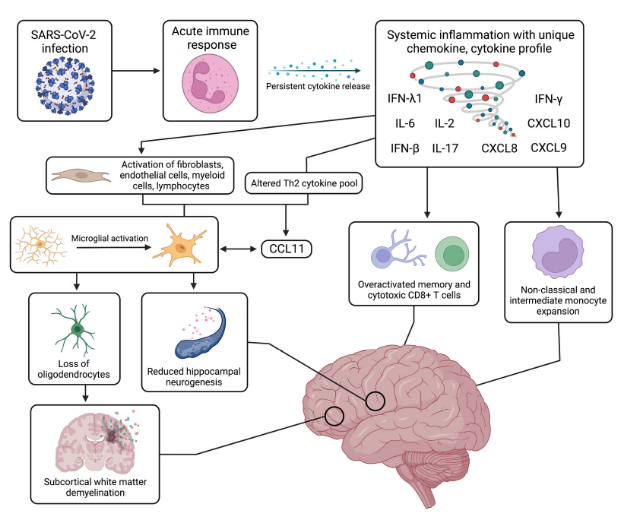 SARS-CoV-2
infection
Acute immune
response
Persistent cytokine release
Systemic inflammation with unique
chemokine, cytokine profile
IFN-λ1
IFN-γ
IL-6
IL-2
CXCL10
IFN-β
IL-17
CXCL8
CXCL9
Activation of fibroblasts,
endothelial cells, myeloid
cells, lymphocytes
Altered Th2 cytokine pool
Microglial activation
CCL11
Overactivated memory and
cytotoxic CD8+ T cells
Non-classical and
intermediate monocyte
expansion
Loss of
oligodendrocytes
Reduced hippocampal
neurogenesis
Subcortical white matter
demyelination